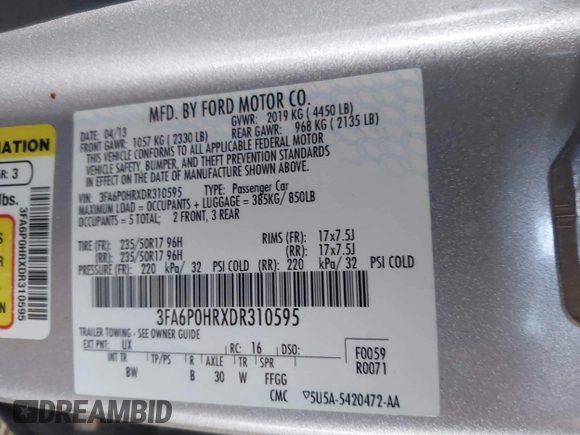 MFD. BY FORD MOTOR CO.
DATE: 04/13 GVWR: 2019 KG ( 4450 LB)
FRONT GAWR: 1057 KG ( 2330 LB) REAR GAWR: 968 KG ( 2135 LB)
THIS VEHICLE CONFORMS TO ALL APPLICABLE FEDERAL MOTOR
VEHICLE SAFETY, BUMPER, AND THEFT PREVENTION STANDARDS
IN EFFECT ON THE DATE OF MANUFACTURE SHOWN ABOVE.
VIN: 3FA6P0HRXDR310595 TYPE: Passenger Car
MAXIMUM LOAD = OCCUPANTS + LUGGAGE = 385KG/ 850LB
OCCUPANTS = 5 TOTAL: 2 FRONT, 3 REAR
TIRE (FR): 235/50R17 96H RIMS (FR): 17x7.5J
(RR): 235/50R17 96H (RR): 17x7.5J
PRESSURE (FR): 220 kPa/ 32 PSI COLD (RR): 220 kPa/ 32 PSI COLD
3FA6P0HRXDR310595
TRAILER TOWING - SEE OWNER GUIDE
EXT PNT: UX RC: 16 DSO: F0059
INT TR TP/PS R AXLE TR SPR R0071
BW B 30 W FFGG
CMC ▽5U5A-5420472-AA
MATION
AR: 3
lbs.
3FA6P0HRXDR310595
S
R
DREAMBID